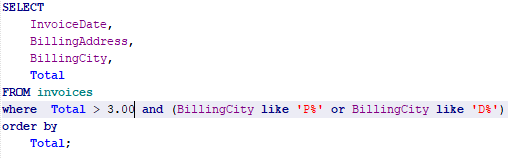 SELECT
InvoiceDate,
BillingAddress,
BillingCity,
Total
FROM invoices
where  Total > 3.00 and (BillingCity like 'P%' or BillingCity like 'D%')
order by
Total;